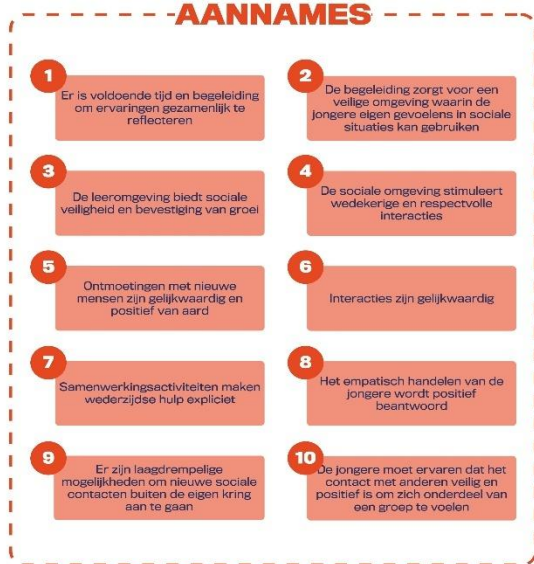 AANNAMES
1
Er is voldoende tijd en begeleiding
om ervaringen gezamenlijk te
reflecteren
2
De begeleiding zorgt voor een
veilige omgeving waarin de
jongere eigen gevoelens in sociale
situaties kan gebruiken
3
De leeromgeving biedt sociale
veiligheid en bevestiging van groei
4
De sociale omgeving stimuleert
wedekerige en respectvolle
interacties
5
Ontmoetingen met nieuwe
mensen zijn gelijkwaardig en
positief van aard
6
Interacties zijn gelijkwaardig
7
Samenwerkingsactiviteiten maken
wederzijdse hulp expliciet
8
Het empatisch handelen van de
jongere wordt positief
beantwoord
9
Er zijn laagdrempelige
mogelijkheden om nieuwe sociale
contacten buiten de eigen kring
aan te gaan
10
De jongere moet ervaren dat het
contact met anderen veilig en
positief is om zich onderdeel van
een groep te voelen